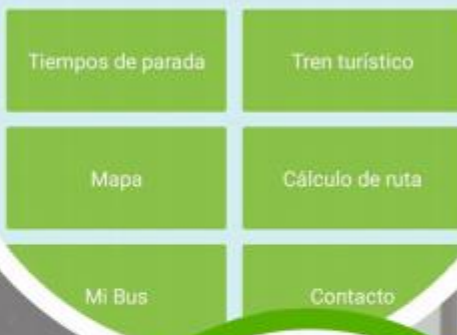 Tiempos de parada
Tren turístico
Mapa
Cálculo de ruta
Mi Bus
Contacto